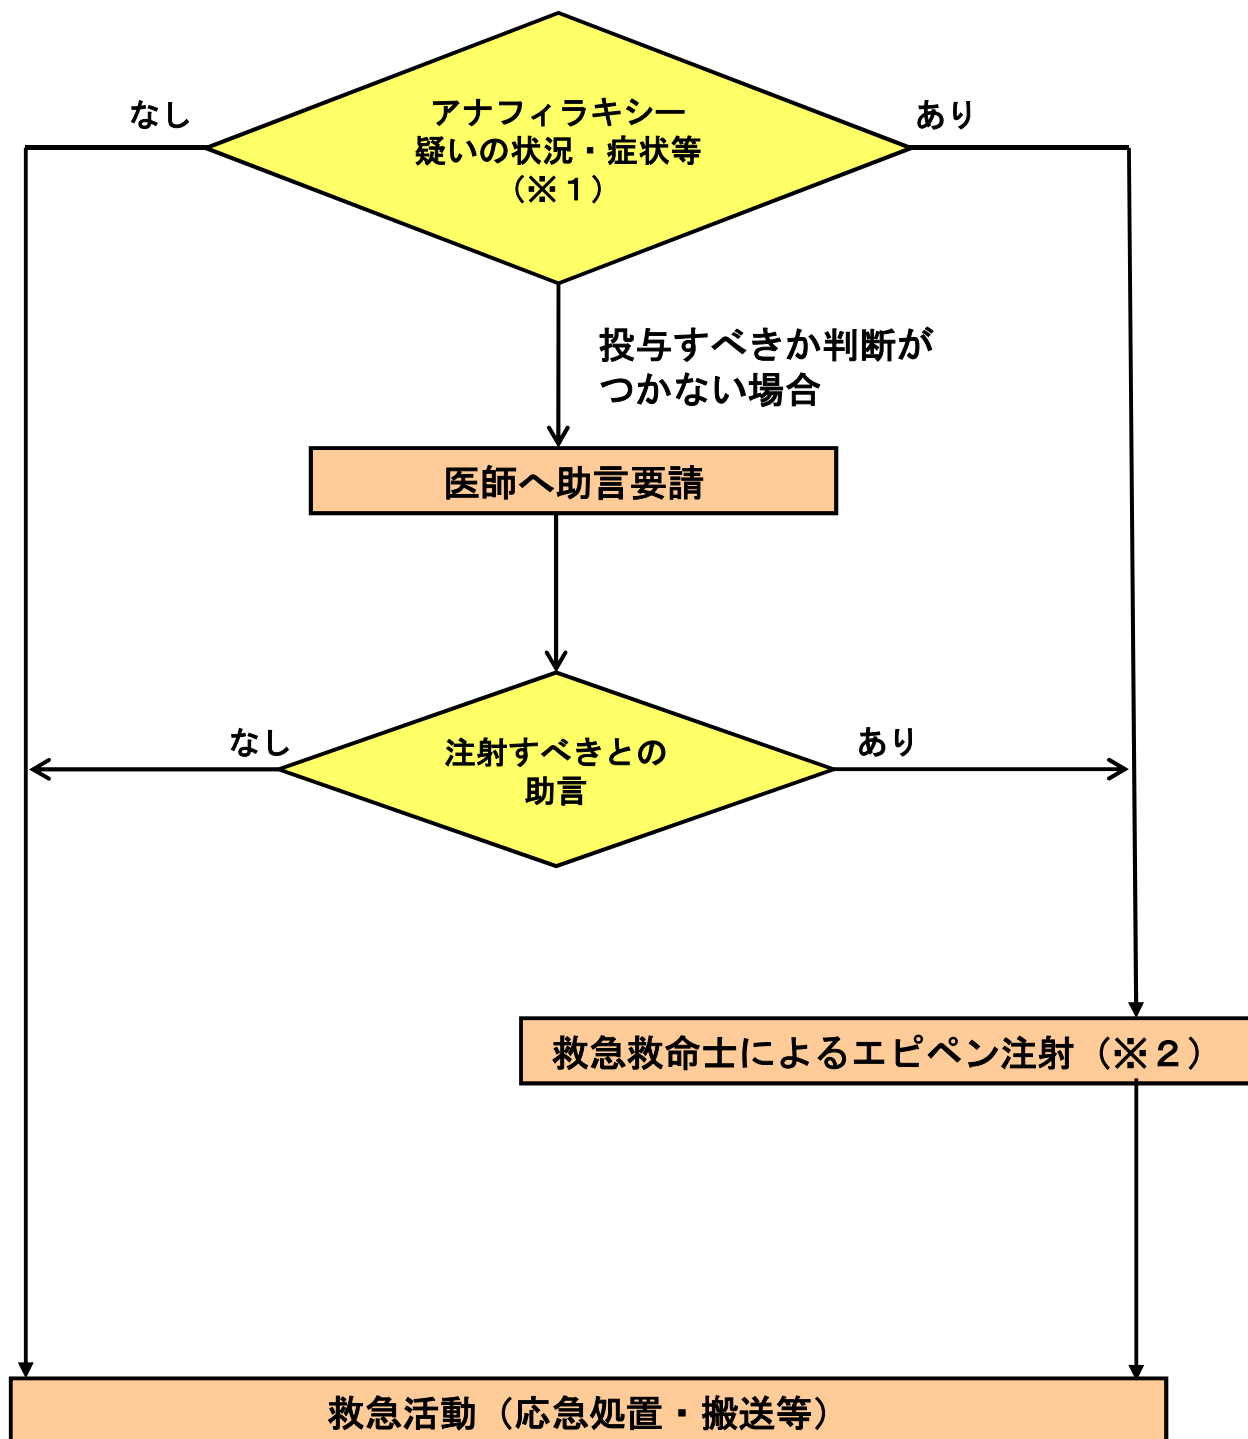 なし
アナフィラキシー
疑いの状況・症状等
（※１）
あり
投与すべきか判断が
つかない場合
医師へ助言要請
なし
注射すべきとの
助言
あり
救急救命士によるエピペン注射（※２）
救急活動（応急処置・搬送等）